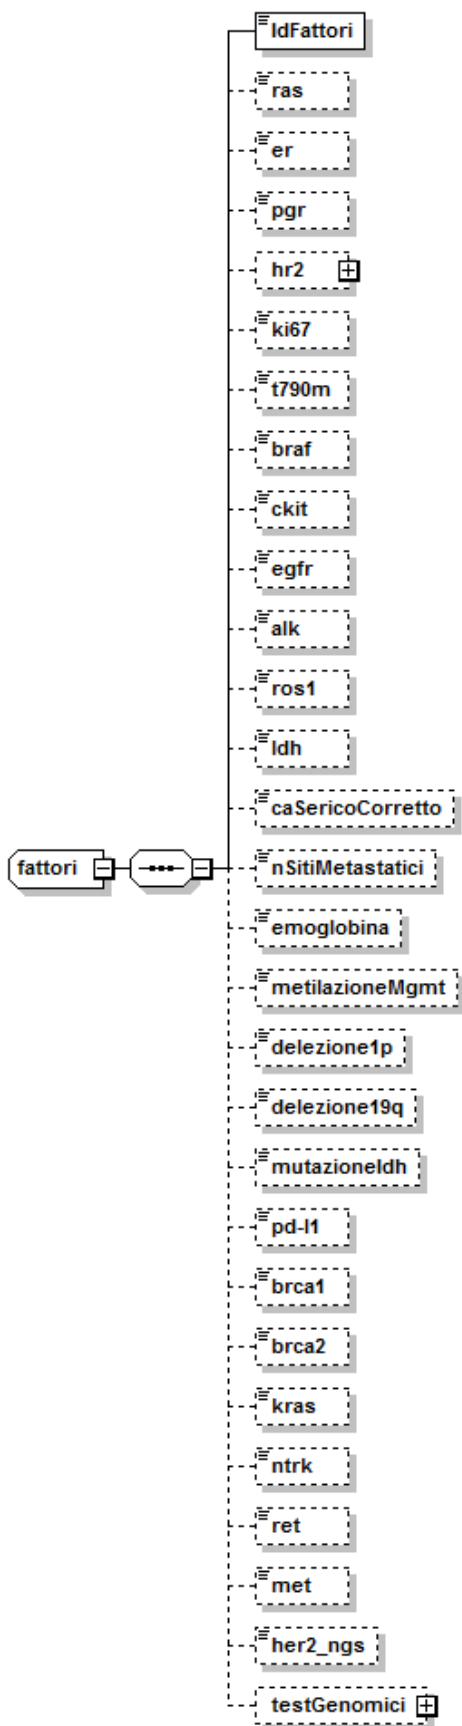 IdFattori
ras
er
pgr
hr2
ki67
t790m
braf
ckit
egfr
alk
ros1
ldh
caSericoCorretto
fattori
nSitiMetastatici
emoglobina
metilazioneMgmt
delezione1p
delezione19q
mutazioneIdh
pd-l1
brca1
brca2
kras
ntrk
ret
met
her2_ngs
testGenomici